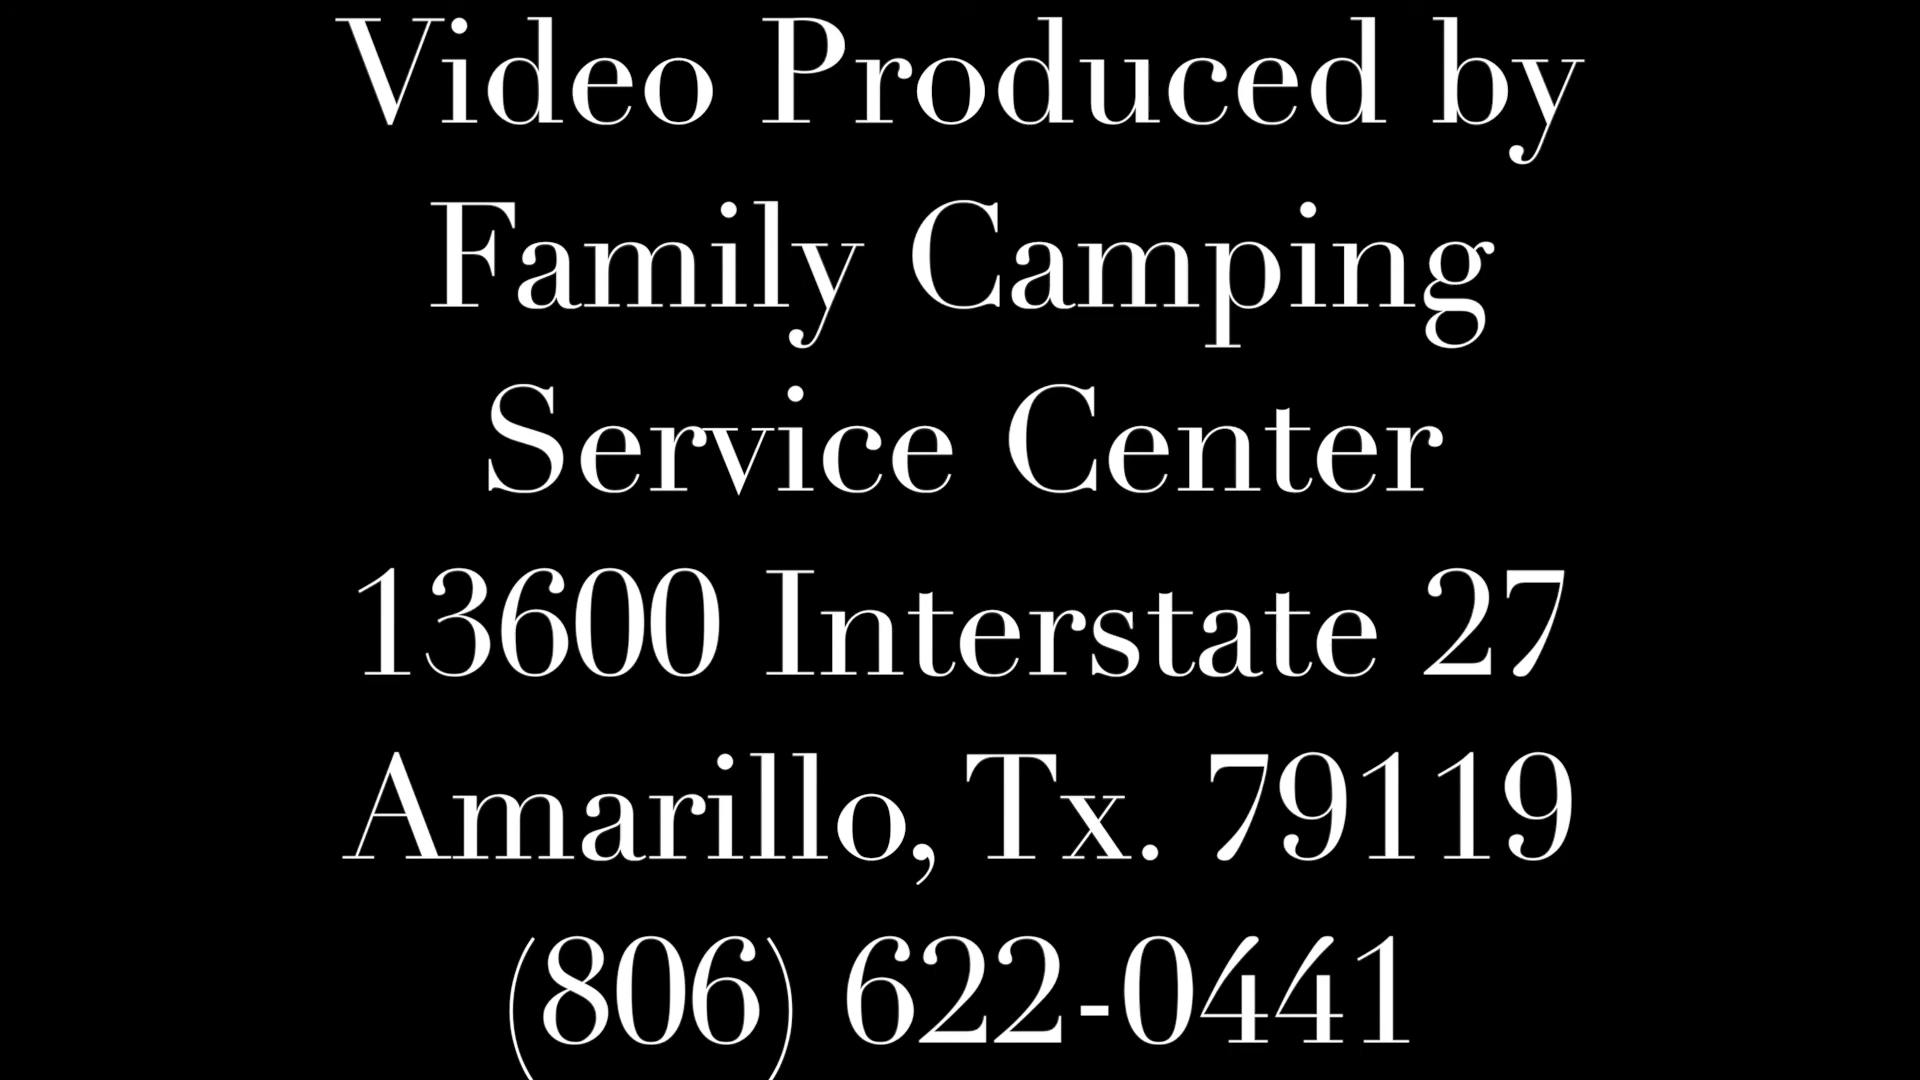 Video Produced by
Family Camping
Service Center
13600 Interstate 27
Amarillo, Tx. 79119
(806) 622-0441